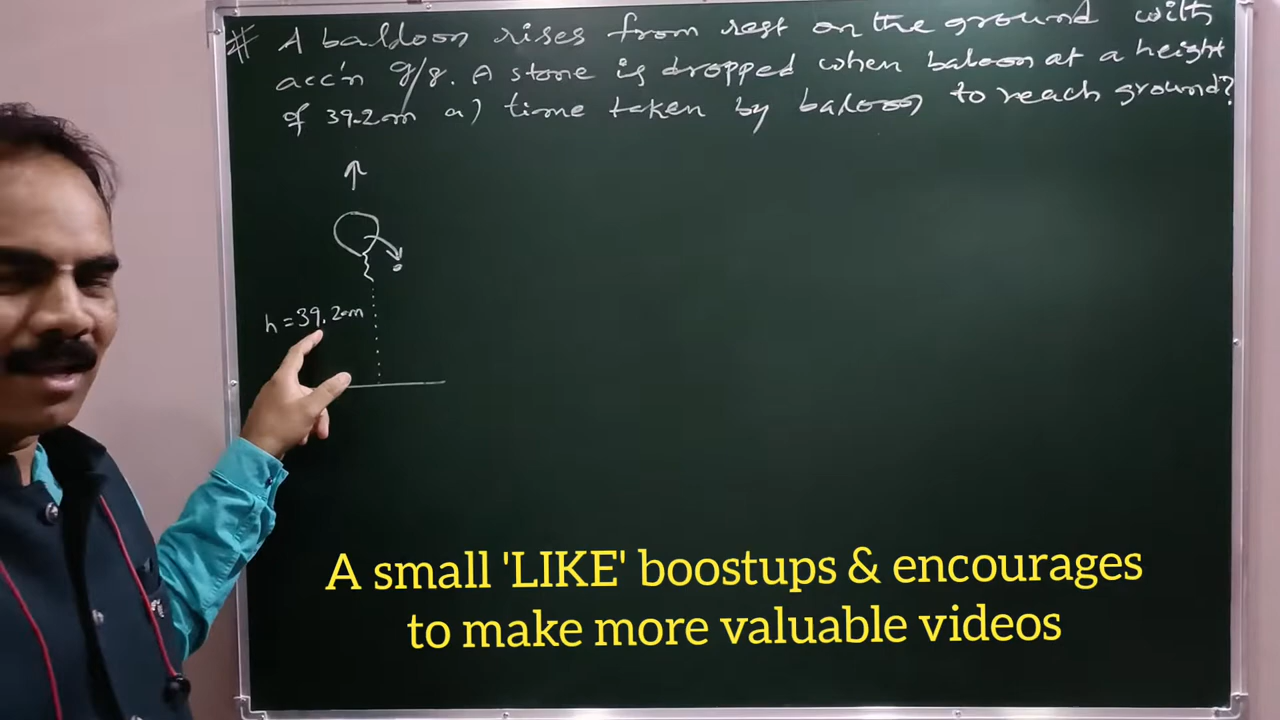 # A baldoon rises from rest on the ground with
acc'n g/8. A stone is dropped when baloon at a height
of 39.2m a) time taken by baloon to reach ground?
h = 39.2m
A small 'LIKE' boostups & encourages
to make more valuable videos